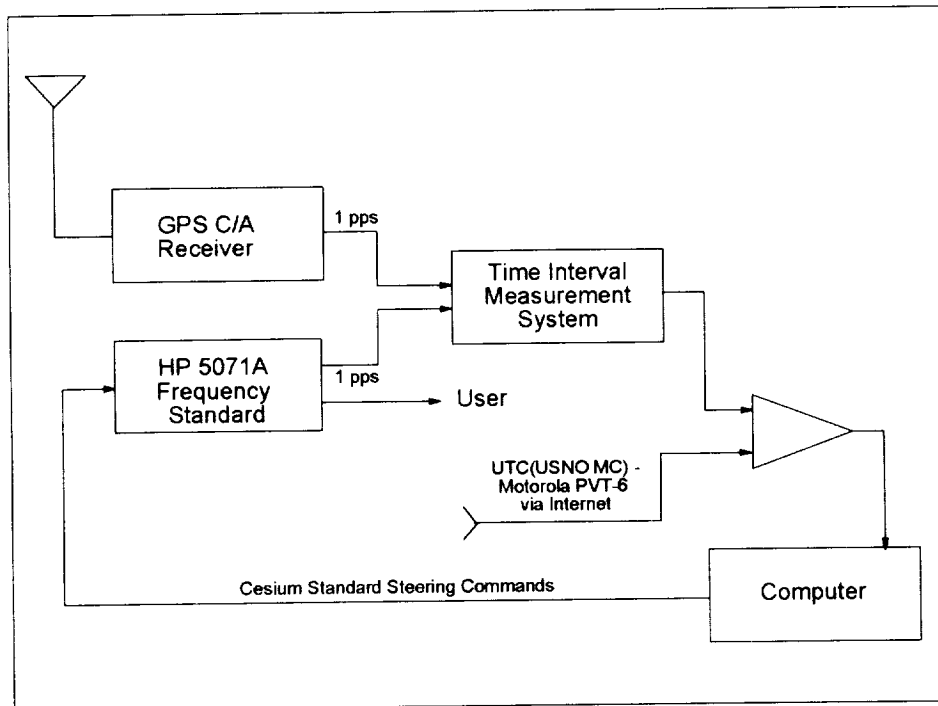 GPS C/A
Receiver
1 pps
Time Interval
Measurement
System
HP 5071A
Frequency
Standard
1 pps
User
UTC(USNO MC) -
Motorola PVT-6
via Internet
Cesium Standard Steering Commands
Computer